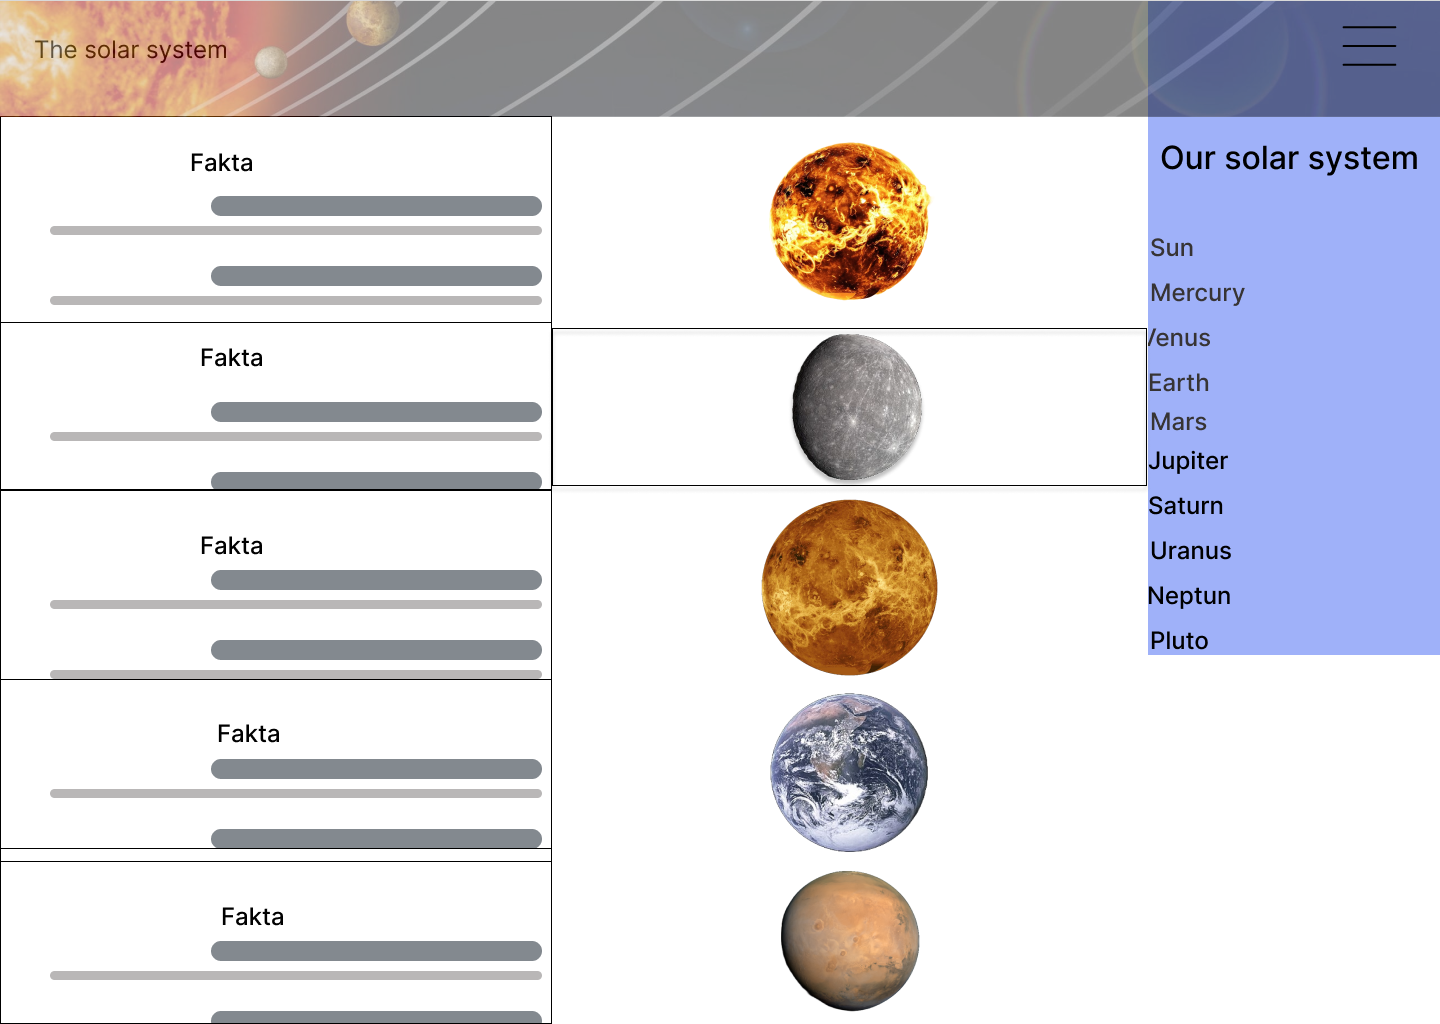 The solar system
Our solar system
Fakta
Fakta
Fakta
Fakta
Fakta
Sun
Mercury
Venus
Earth
Mars
Jupiter
Saturn
Uranus
Neptun
Pluto